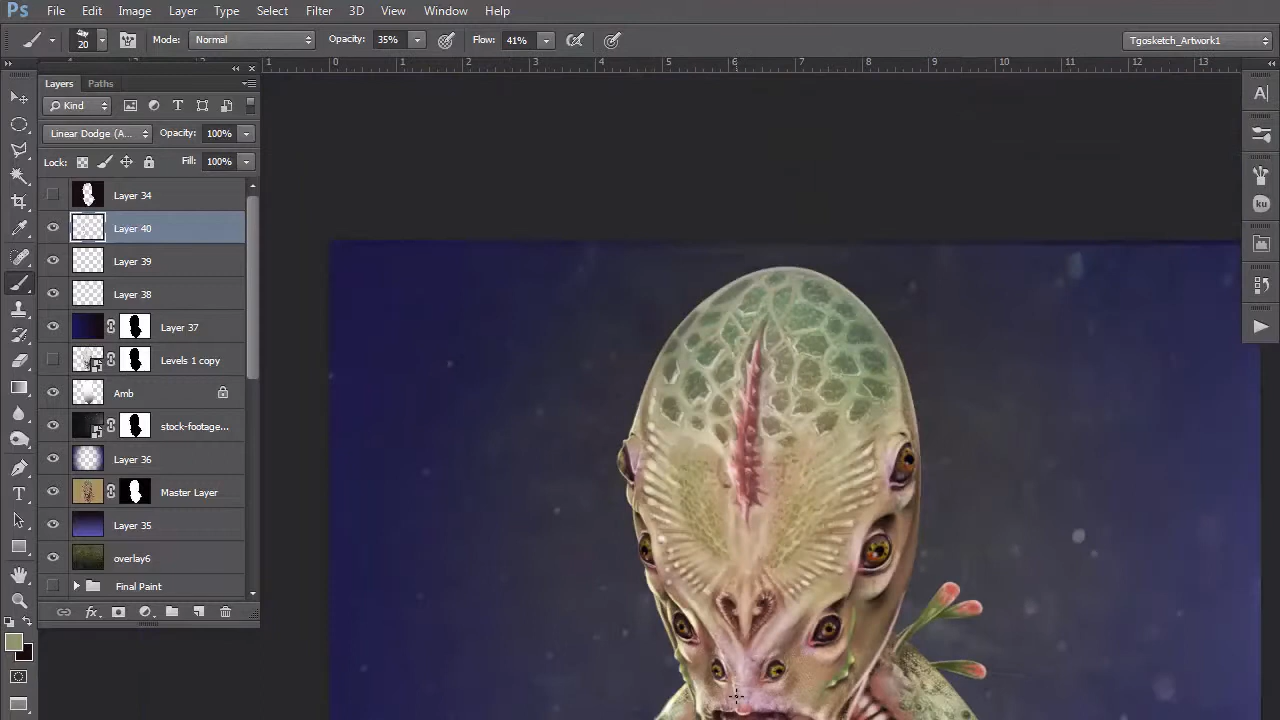 Ps File Edit Image Layer Type Select Filter 3D View Window Help
20 Mode: Normal Opacity: 35% Flow: 41% Tgosketch_Artwork1
1 0 1 2 3 4 5 6 7 8 9 10 11 12 13
Layers Paths
Kind
Linear Dodge (A... Opacity: 100%
Lock: Fill: 100%
Layer 34
Layer 40
Layer 39
Layer 38
Layer 37
Levels 1 copy
Amb
stock-footage...
Layer 36
Master Layer
Layer 35
overlay6
Final Paint
fx
A
ku